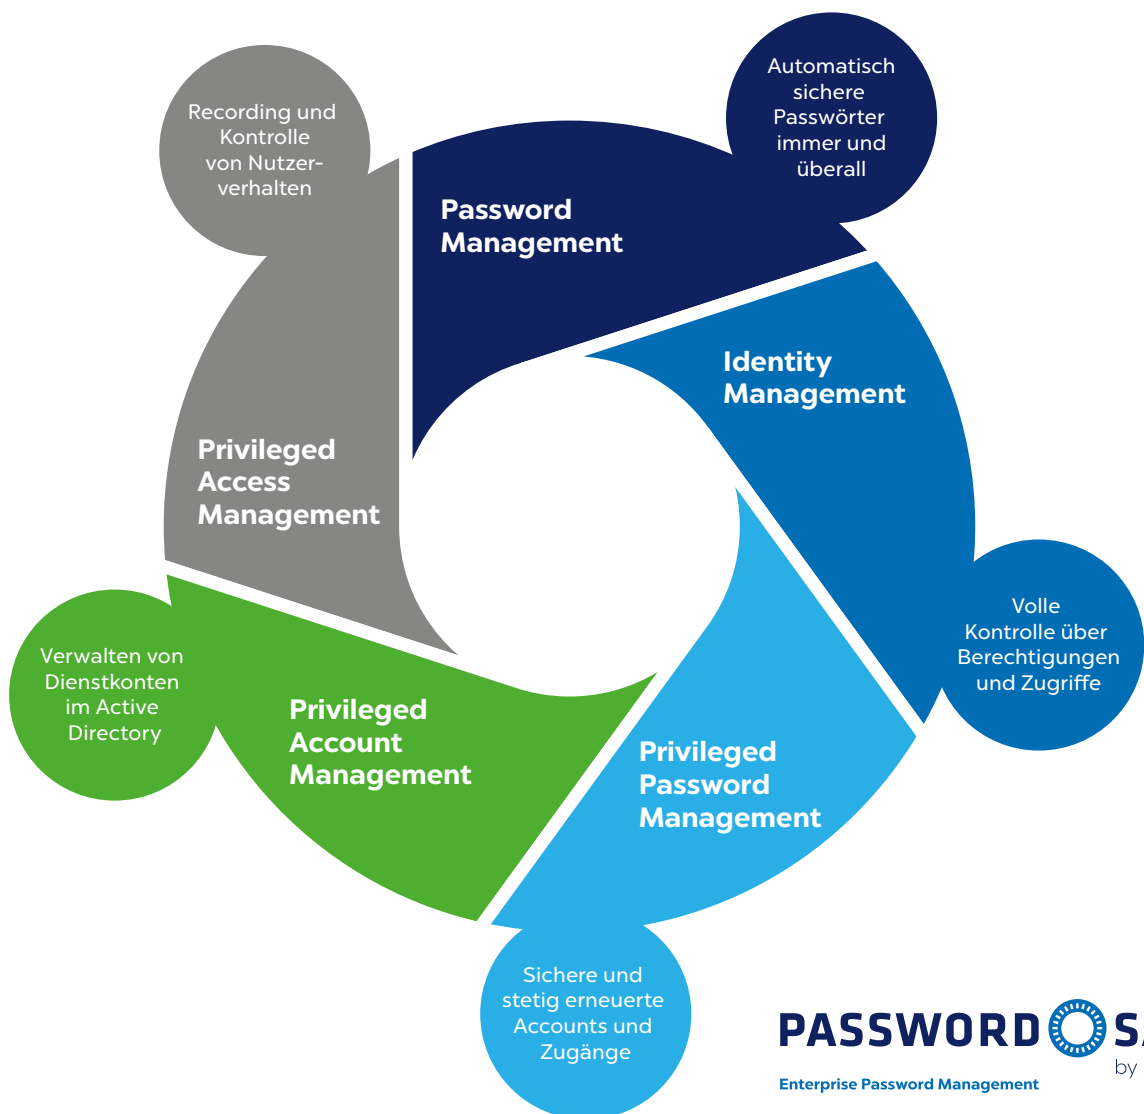 Automatisch
sichere
Passwörter
immer und
überall
Recording und
Kontrolle
von Nutzer-
verhalten
Password
Management
Identity
Management
Privileged
Access
Management
Volle
Kontrolle über
Berechtigungen
und Zugriffe
Verwalten von
Dienstkonten
im Active
Directory
Privileged
Account
Management
Privileged
Password
Management
Sichere und
stetig erneuerte
Accounts und
Zugänge
PASSWORD
by
Enterprise Password Management